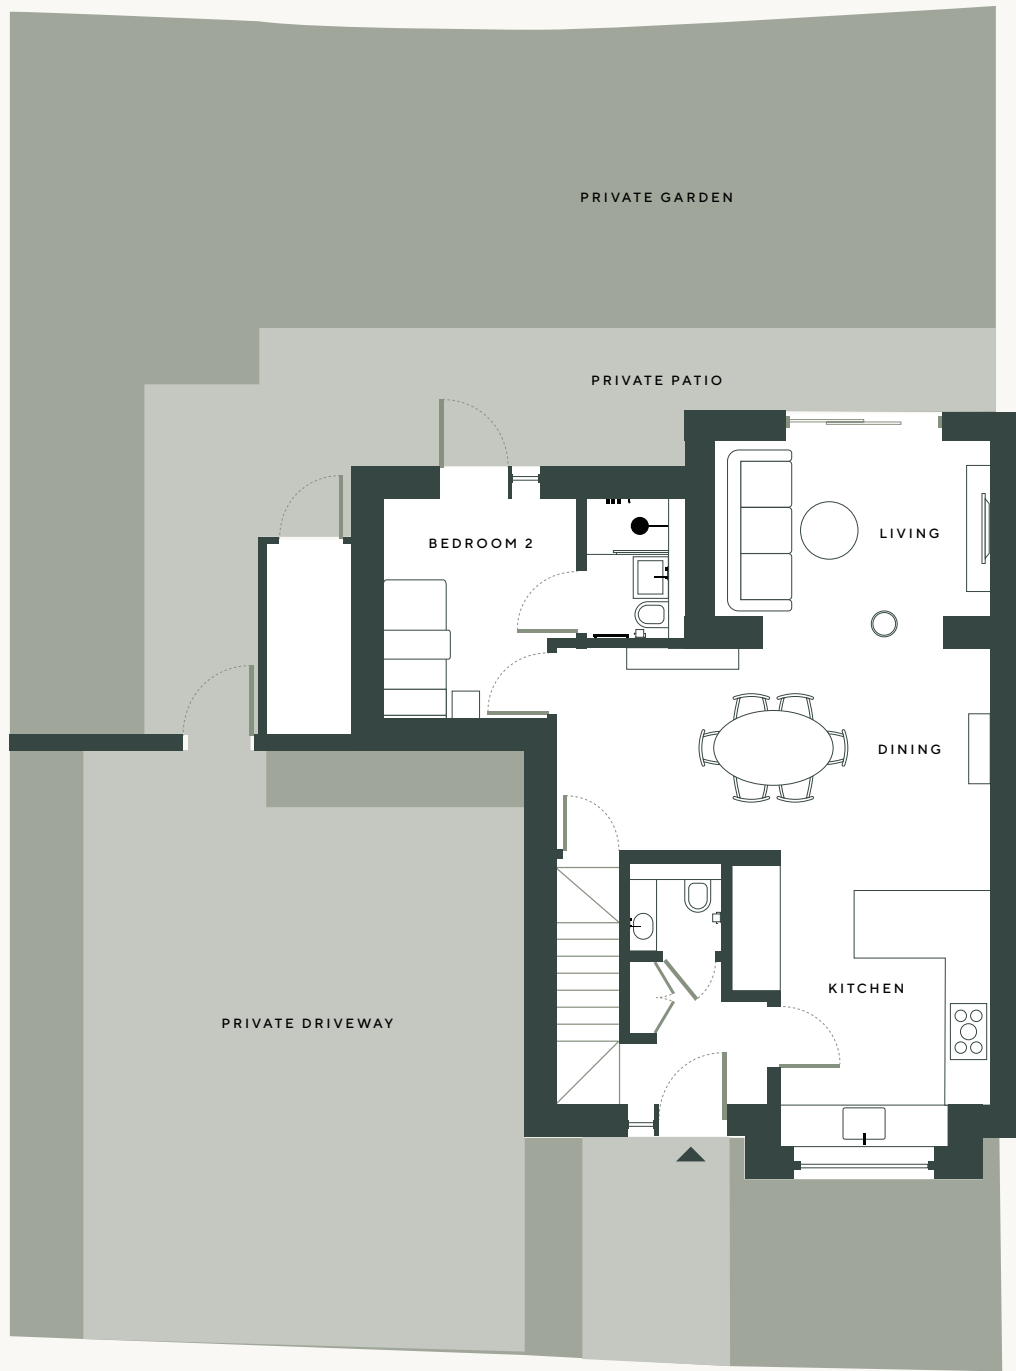 PRIVATE GARDEN
PRIVATE PATIO
LIVING
BEDROOM 2
DINING
KITCHEN
PRIVATE DRIVEWAY